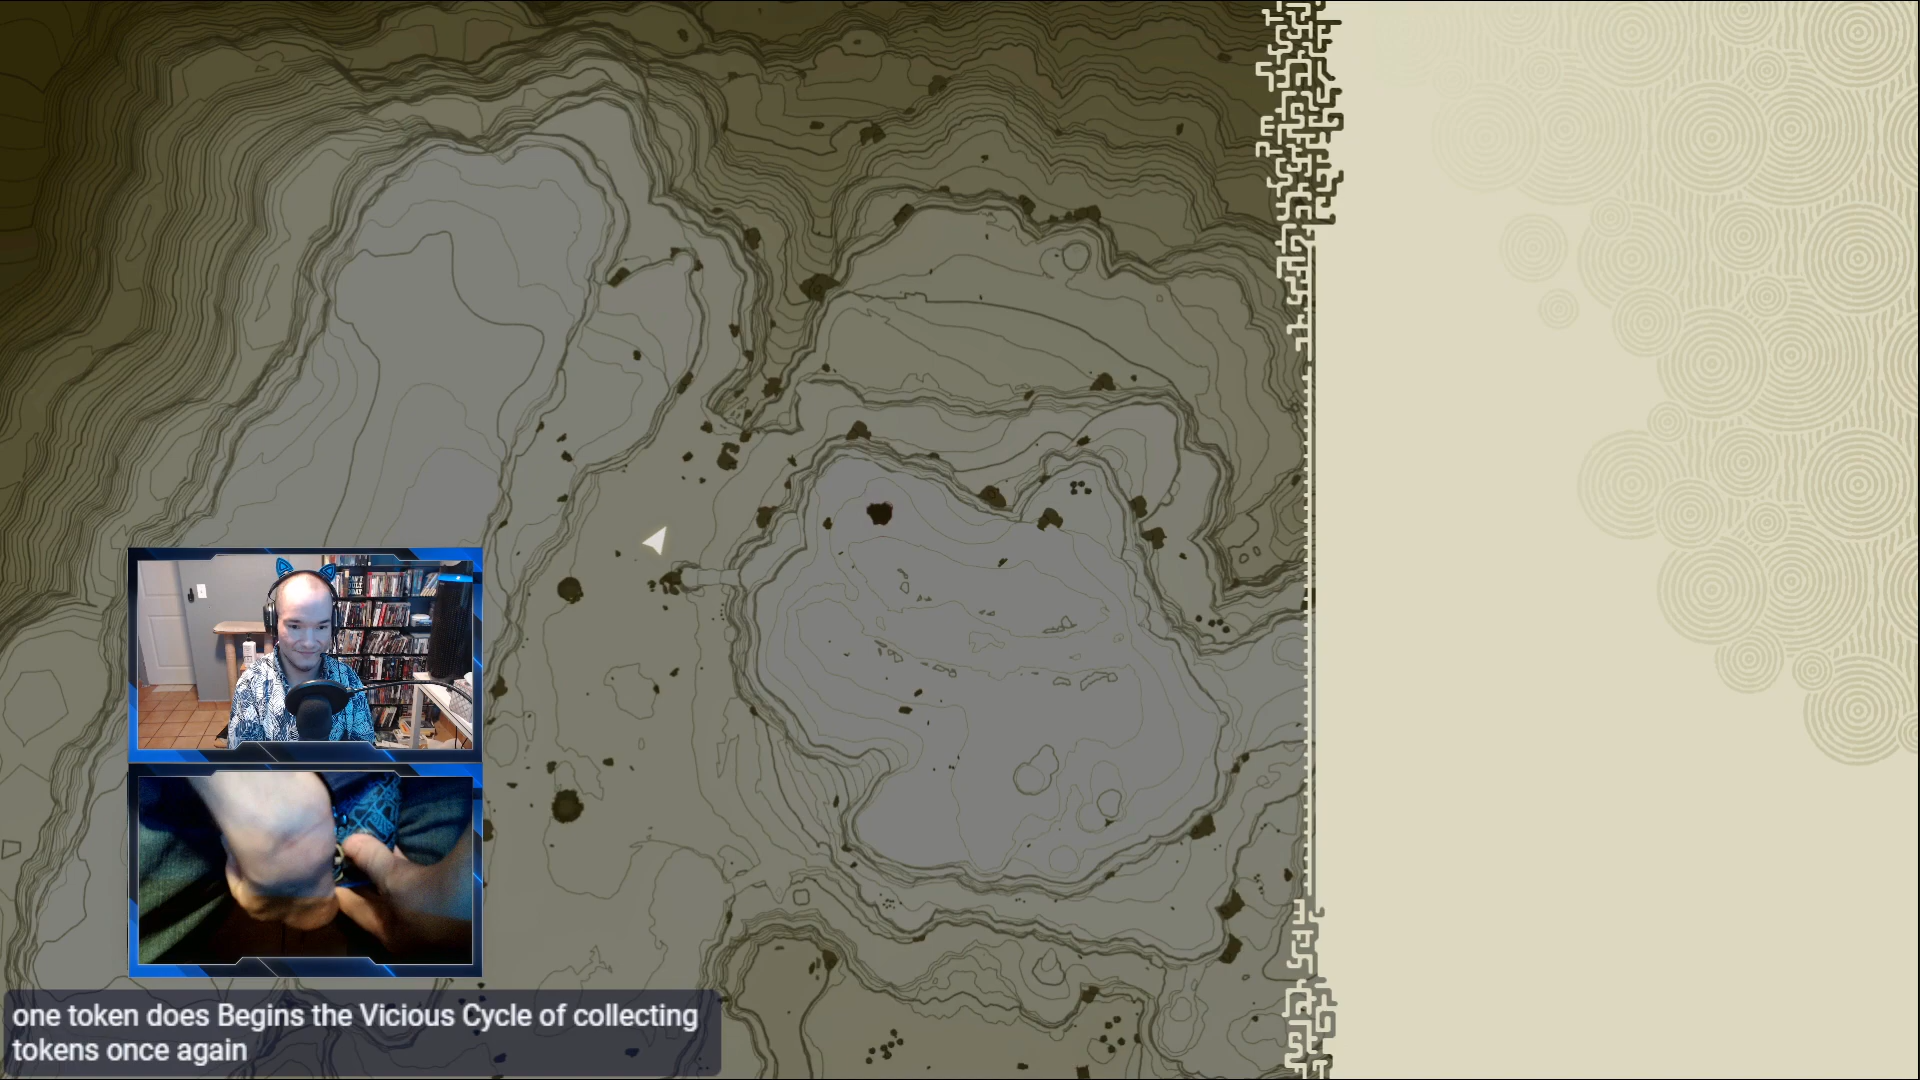 one token does Begins the Vicious Cycle of collecting
tokens once again